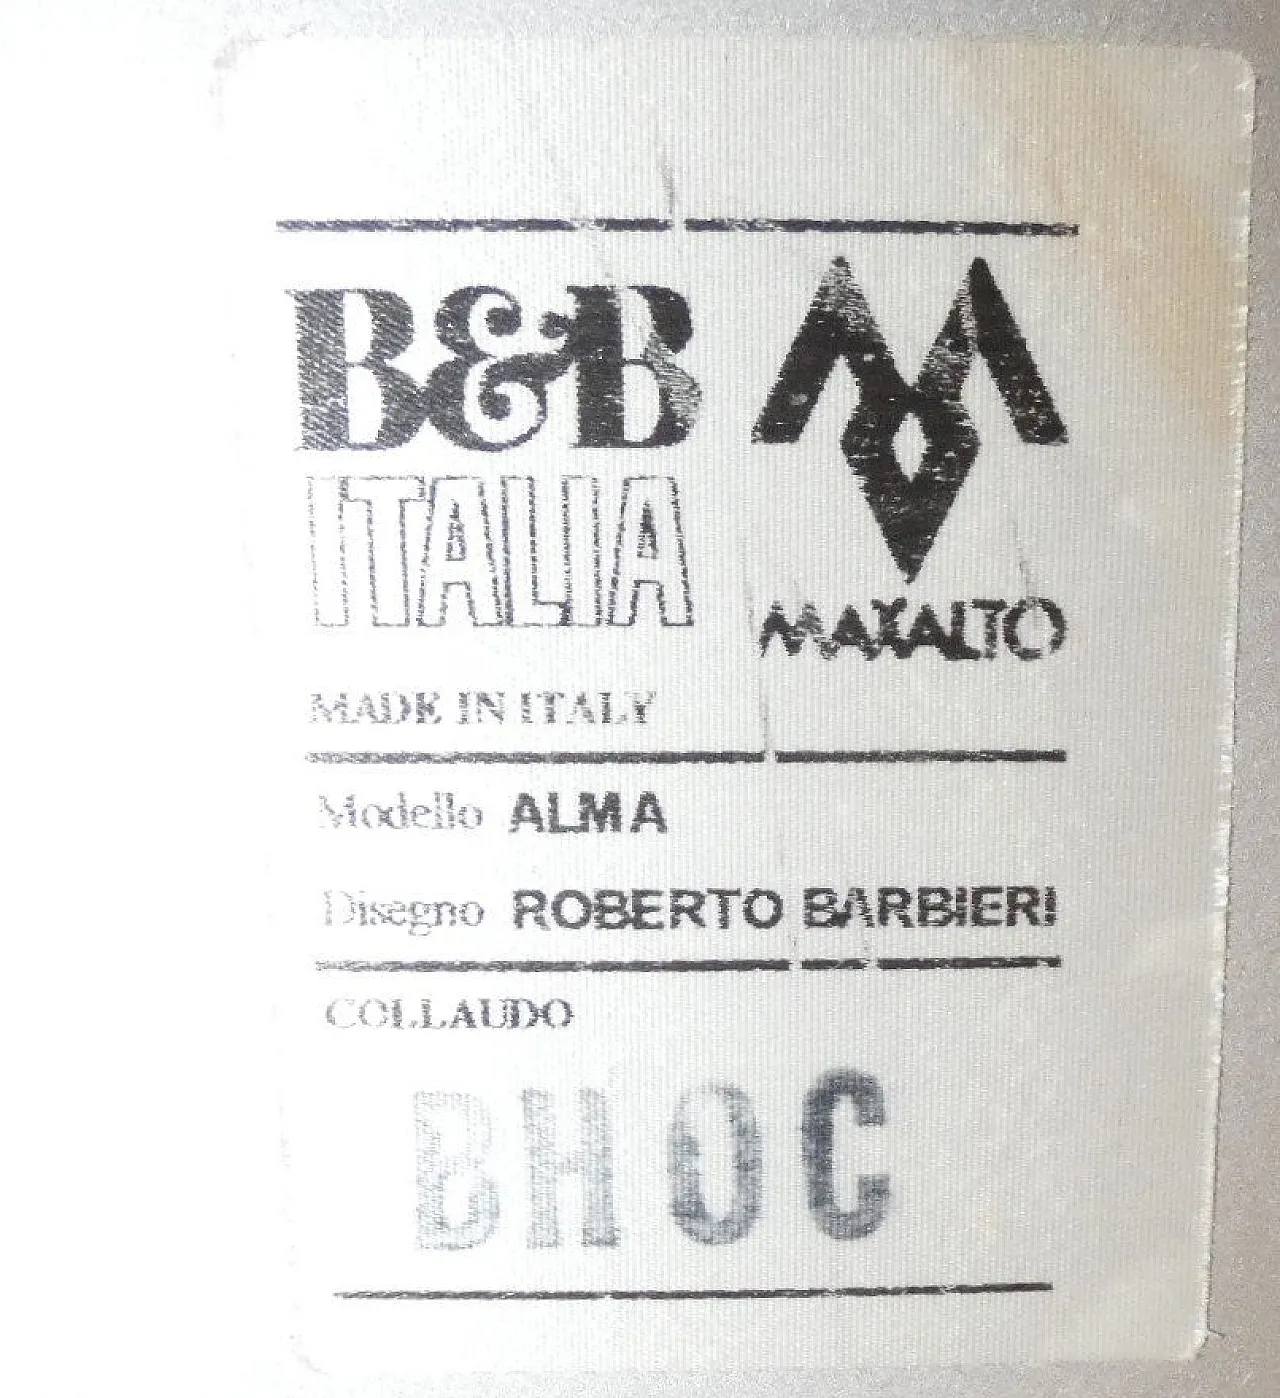 B&B
ITALIA
MAXALTO
MADE IN ITALY
Modello ALMA
Disegno ROBERTO BARBIERI
COLLAUDO
BHOC